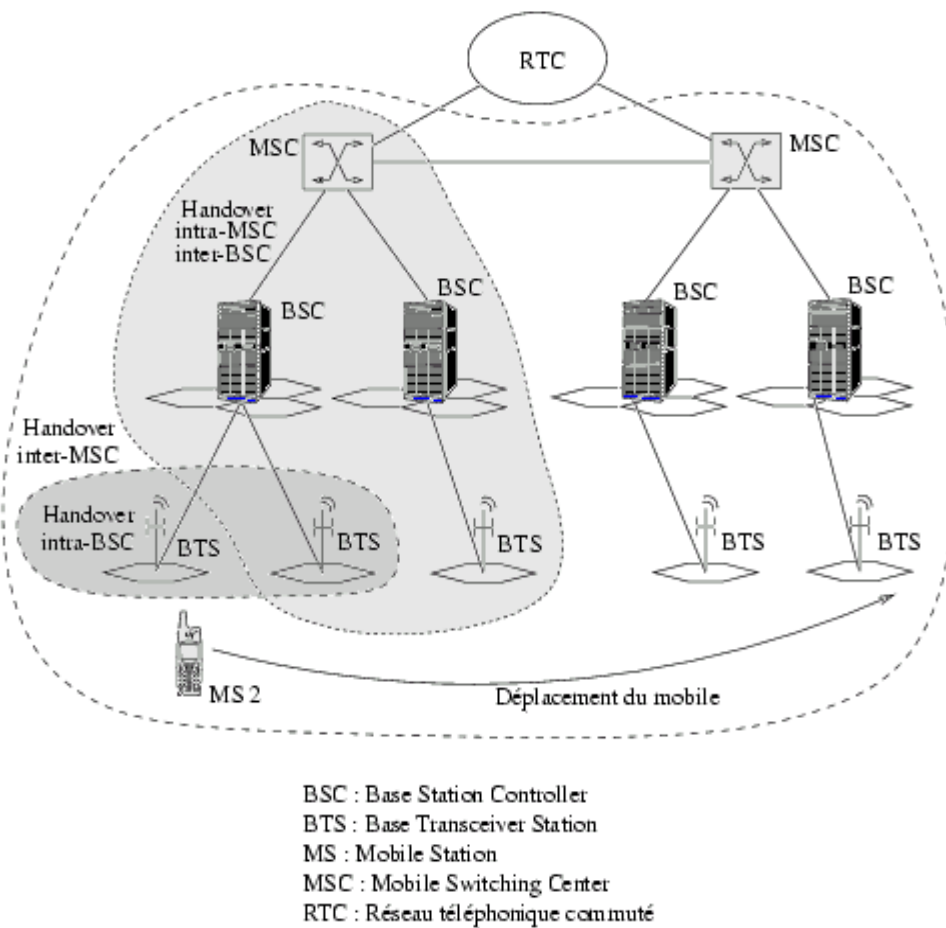 RTC
MSC
MSC
Handover
intra-MSC
inter-BSC
BSC
BSC
BSC
BSC
Handover
inter-MSC
Handover
intra-BSC
BTS
BTS
BTS
BTS
BTS
MS 2
Déplacement du mobile
BSC : Base Station Controller
BTS : Base Transceiver Station
MS : Mobile Station
MSC : Mobile Switching Center
RTC : Réseau téléphonique commuté